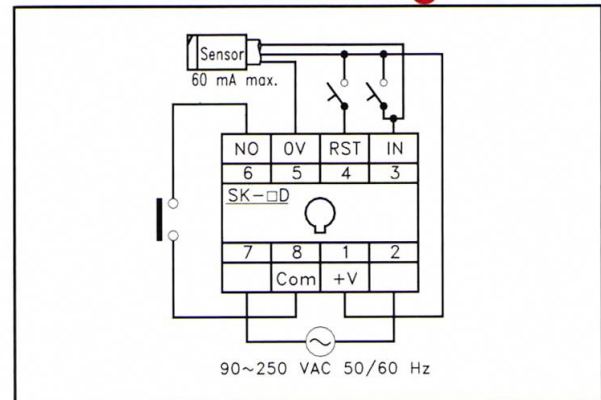 Sensor
60 mA max.
NO 0V RST IN
6 5 4 3
SK-□D
7 8 1 2
Com +V
90~250 VAC 50/60 Hz